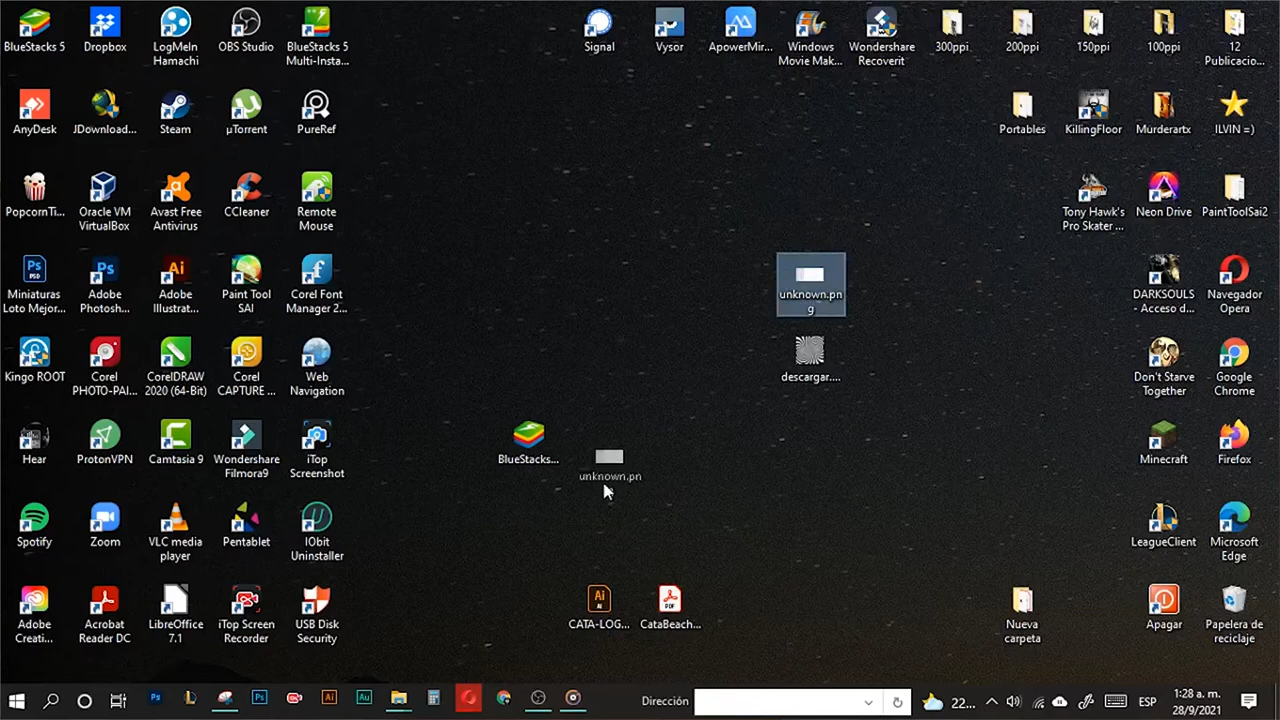 BlueStacks 5
Dropbox
LogMeIn
Hamachi
OBS Studio
BlueStacks 5
Multi-Insta...
Signal
Vysor
ApowerMir...
Windows
Movie Mak...
Wondershare
Recoverit
300ppi
200ppi
150ppi
100ppi
12
Publicacio...
AnyDesk
JDownload...
Steam
µTorrent
PureRef
Portables
KillingFloor
Murderartx
ILVIN =)
PopcornTi...
Oracle VM
VirtualBox
Avast Free
Antivirus
CCleaner
Remote
Mouse
Tony Hawk's
Pro Skater ...
Neon Drive
PaintToolSai2
Miniaturas
Loto Mejor...
Adobe
Photosh...
Adobe
Illustrat...
Paint Tool
SAI
Corel Font
Manager 2...
unknown.pn
g
DARKSOULS
- Acceso d...
Navegador
Opera
Kingo ROOT
Corel
PHOTO-PAI...
CorelDRAW
2020 (64-Bit)
Corel
CAPTURE ...
Web
Navigation
descargar....
Don't Starve
Together
Google
Chrome
Hear
ProtonVPN
Camtasia 9
Wondershare
Filmora9
iTop
Screenshot
BlueStacks...
unknown.pn
Minecraft
Firefox
Spotify
Zoom
VLC media
player
Pentablet
IObit
Uninstaller
LeagueClient
Microsoft
Edge
Adobe
Creati...
Acrobat
Reader DC
LibreOffice
7.1
iTop Screen
Recorder
USB Disk
Security
CATA-LOG...
CataBeach...
Nueva
carpeta
Apagar
Papelera de
reciclaje
Dirección
22...
ESP
1:28 a. m.
28/9/2021